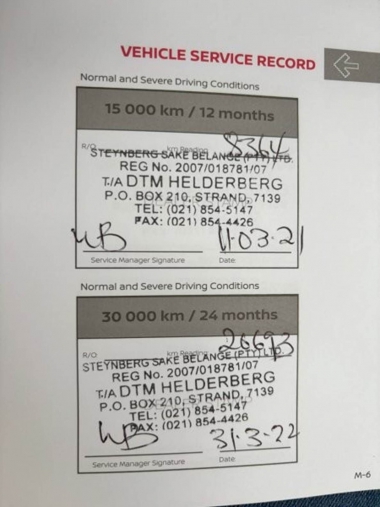 VEHICLE SERVICE RECORD
Normal and Severe Driving Conditions
15 000 km / 12 months
R/O km Reading 8364
STEYNBERG SAKE BELANGE (PTY) LTD.
REG No. 2007/018781/07
T/A DTM HELDERBERG
P.O. BOX 210, STRAND, 7139
TEL: (021) 854-5147
FAX: (021) 854-4426
WB 11-03-21
Service Manager Signature Date
Normal and Severe Driving Conditions
30 000 km / 24 months
R/O km Reading 26693
STEYNBERG SAKE BELANGE (PTY) LTD.
REG No. 2007/018781/07
T/A DTM HELDERBERG
P.O. BOX 210, STRAND, 7139
TEL: (021) 854-5147
FAX: (021) 854-4426
WB 31-3-22
Service Manager Signature Date
M-6